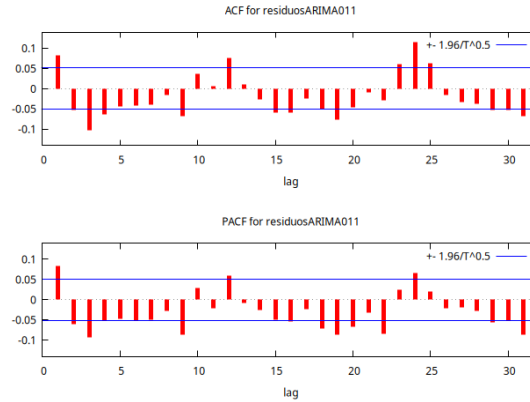 ACF for residuosARIMA011
+- 1.96/T^0.5
0.1
0.05
0
-0.05
-0.1
0 5 10 15 20 25 30
lag
PACF for residuosARIMA011
+- 1.96/T^0.5
0.1
0.05
0
-0.05
-0.1
0 5 10 15 20 25 30
lag